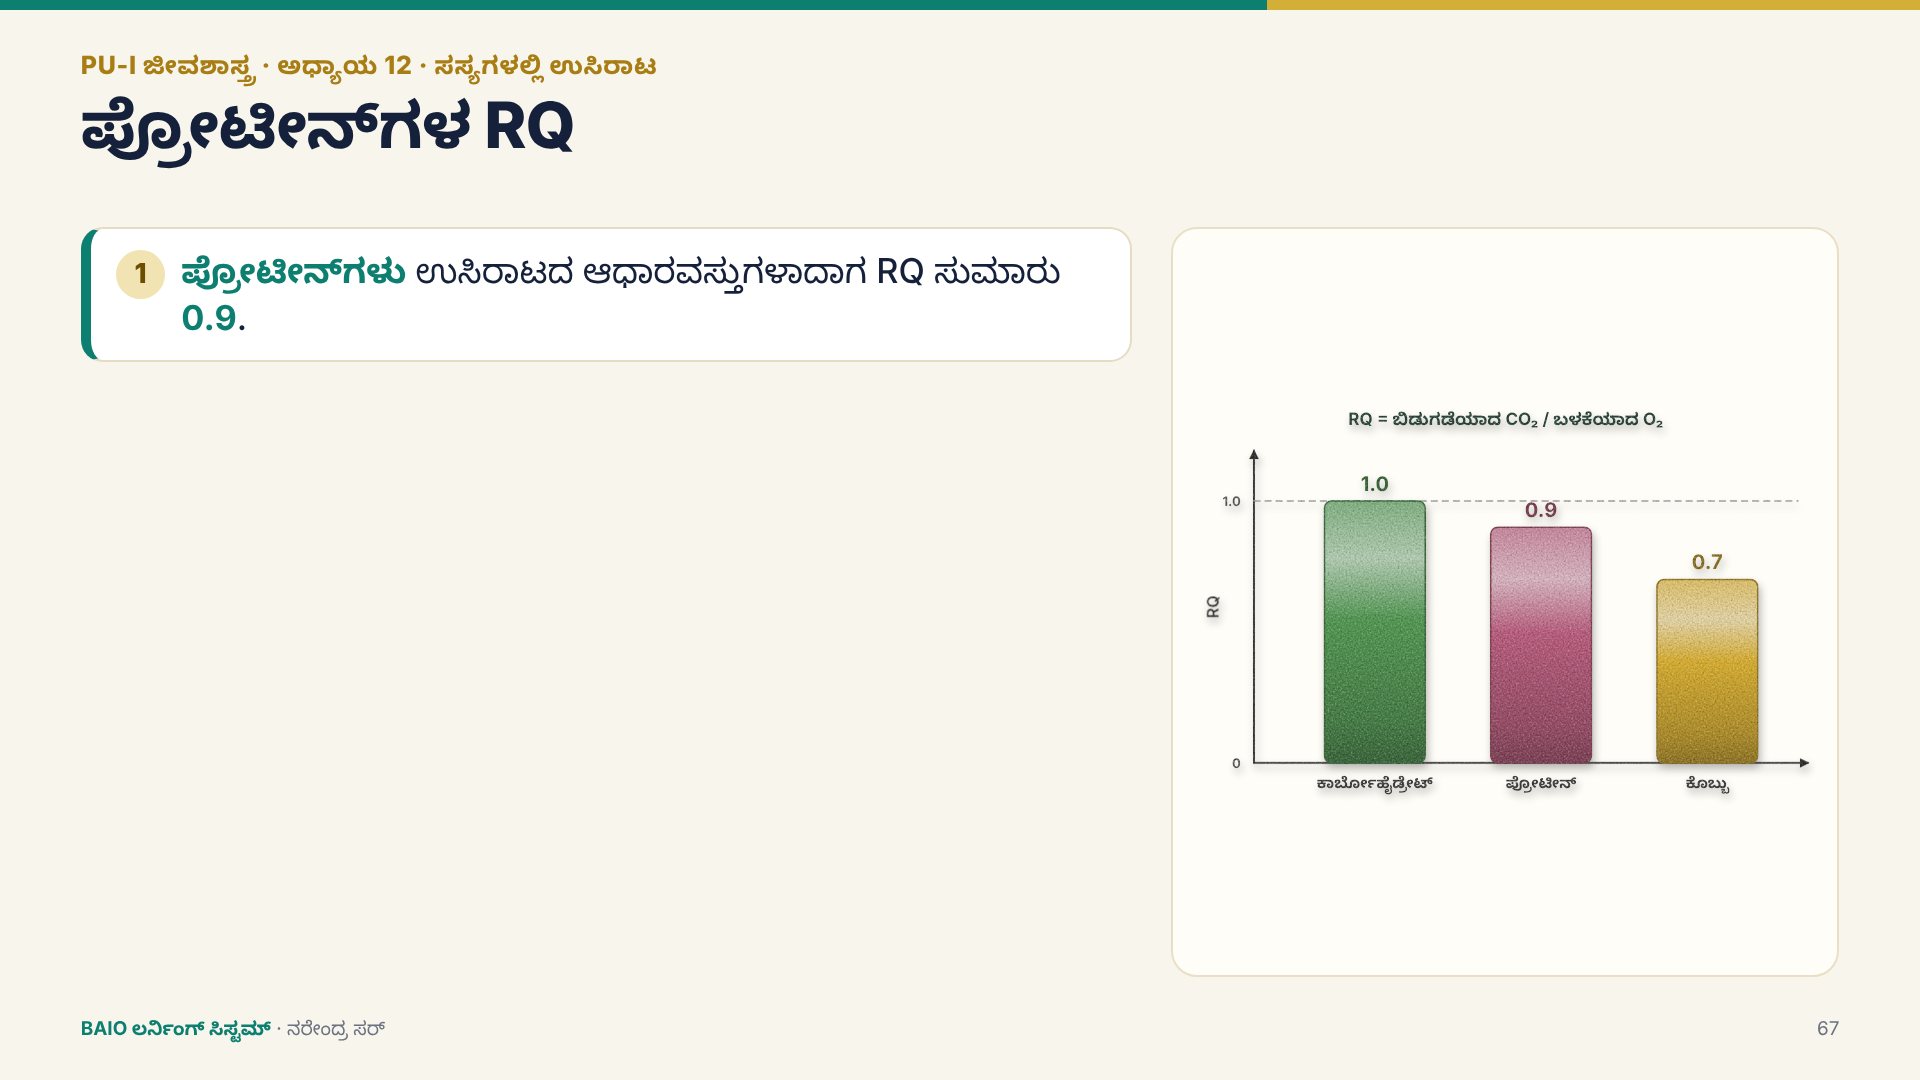 PU-I ಜೀವಶಾಸ್ತ್ರ · ಅಧ್ಯಾಯ 12 · ಸಸ್ಯಗಳಲ್ಲಿ ಉಸಿರಾಟ
ಪ್ರೋಟೀನ್‌ಗಳ RQ
1 ಪ್ರೋಟೀನ್‌ಗಳು ಉಸಿರಾಟದ ಆಧಾರವಸ್ತುಗಳಾದಾಗ RQ ಸುಮಾರು
0.9.
RQ = ಬಿಡುಗಡೆಯಾದ CO₂ / ಬಳಕೆಯಾದ O₂
1.0
1.0
0.9
0.7
RQ
0
ಕಾರ್ಬೋಹೈಡ್ರೇಟ್ ಪ್ರೋಟೀನ್ ಕೊಬ್ಬು
BAIO ಲರ್ನಿಂಗ್ ಸಿಸ್ಟಮ್ · ನರೇಂದ್ರ ಸರ್
67